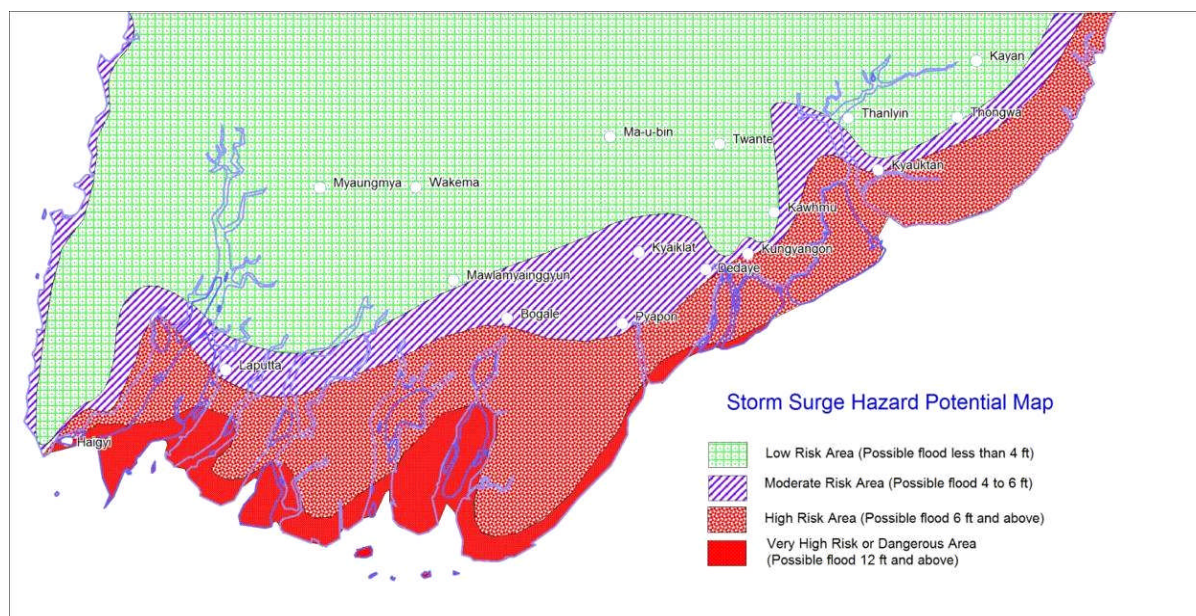 Kayan
Thanlyin
Thongwa
Ma-u-bin
Twante
Kyauktan
Myaungmya
Wakema
Kawhmu
Kyaiklat
Kungyangon
Dedaye
Mawlamyainggyun
Bogale
Pyapon
Laputta
Haigyi
Storm Surge Hazard Potential Map
Low Risk Area (Possible flood less than 4 ft)
Moderate Risk Area (Possible flood 4 to 6 ft)
High Risk Area (Possible flood 6 ft and above)
Very High Risk or Dangerous Area
(Possible flood 12 ft and above)